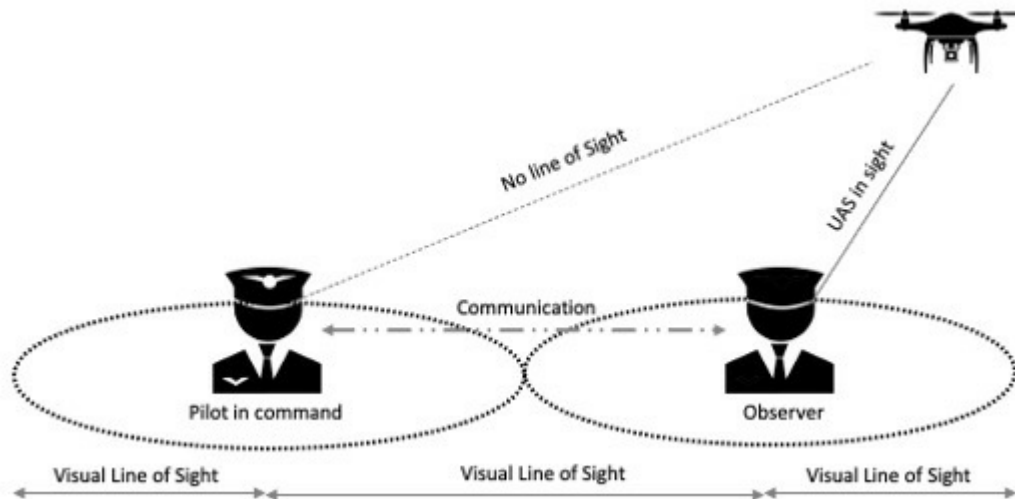 No line of Sight
UAS in sight
Communication
Pilot in command
Observer
Visual Line of Sight
Visual Line of Sight
Visual Line of Sight